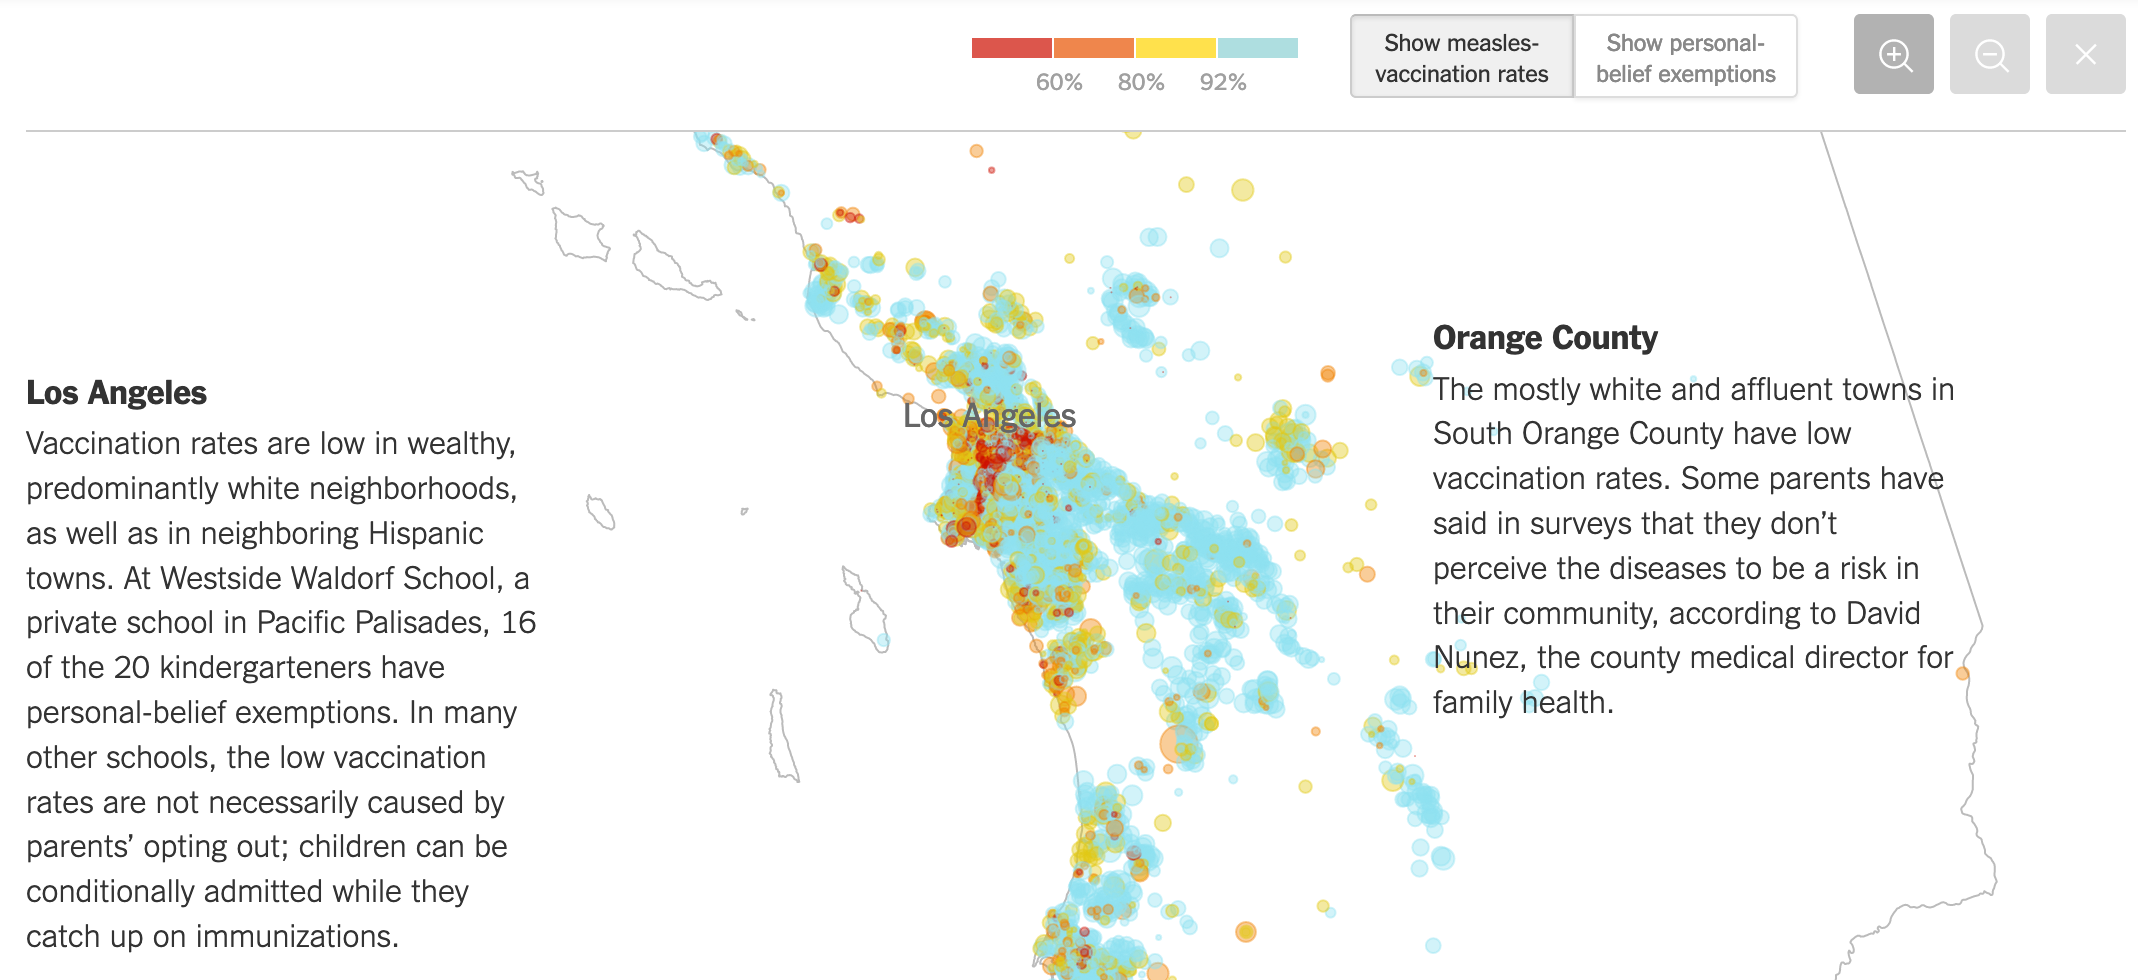 Show measles-
vaccination rates
Show personal-
belief exemptions
60% 80% 92%
Los Angeles
Los Angeles
Vaccination rates are low in wealthy,
predominantly white neighborhoods,
as well as in neighboring Hispanic
towns. At Westside Waldorf School, a
private school in Pacific Palisades, 16
of the 20 kindergarteners have
personal-belief exemptions. In many
other schools, the low vaccination
rates are not necessarily caused by
parents’ opting out; children can be
conditionally admitted while they
catch up on immunizations.
Orange County
The mostly white and affluent towns in
South Orange County have low
vaccination rates. Some parents have
said in surveys that they don’t
perceive the diseases to be a risk in
their community, according to David
Nunez, the county medical director for
family health.